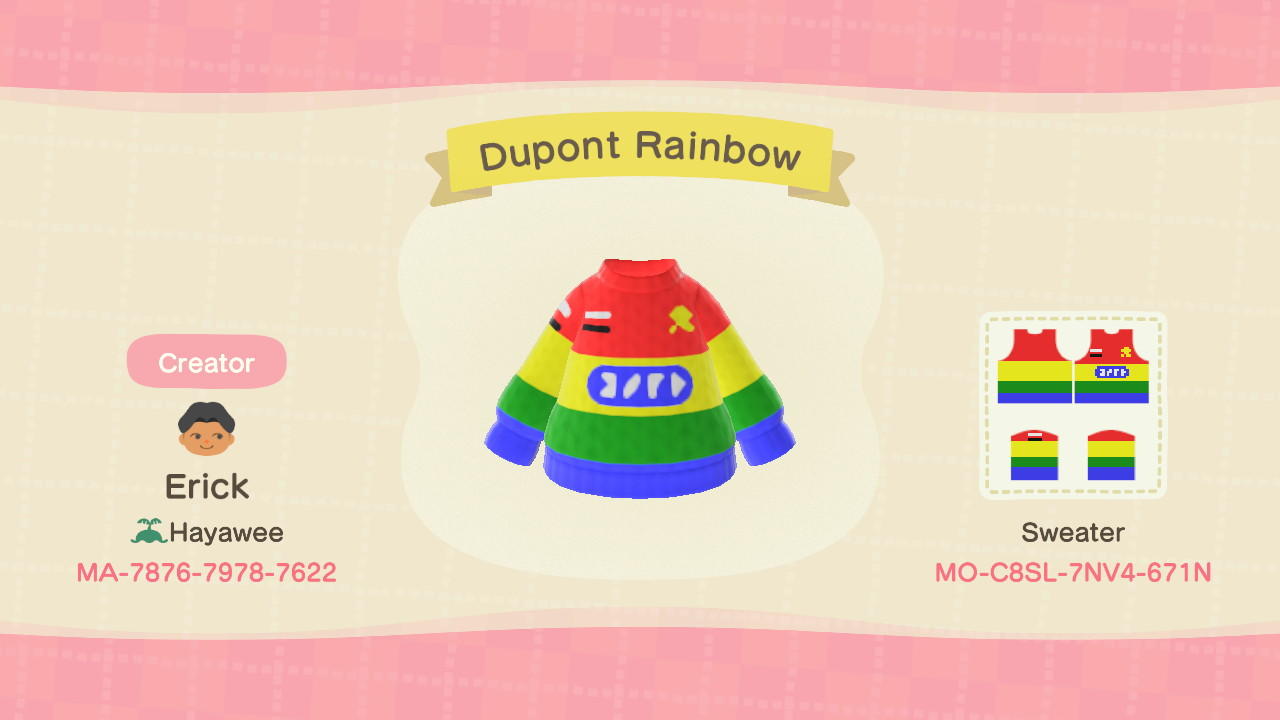 Dupont Rainbow
Creator
Erick
Hayawee
MA-7876-7978-7622
Sweater
MO-C8SL-7NV4-671N